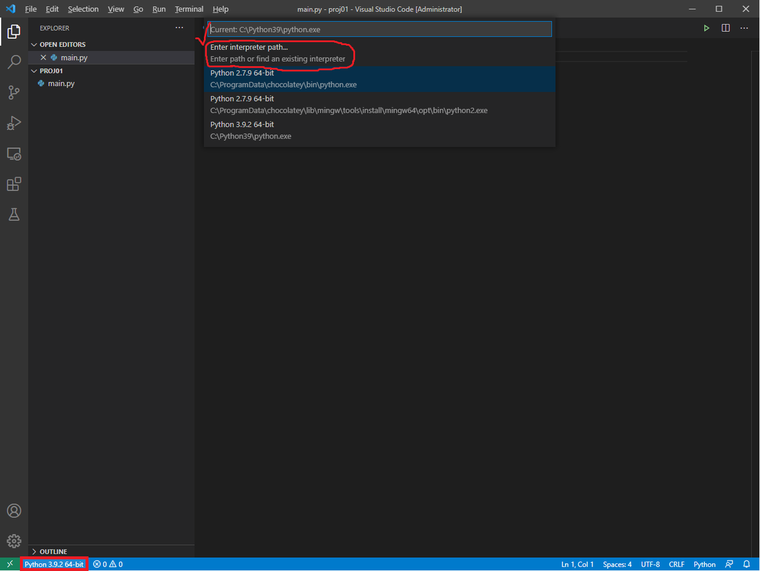 File Edit Selection View Go Run Terminal Help main.py - proj01 - Visual Studio Code [Administrator]
EXPLORER
Current: C:\Python39\python.exe
OPEN EDITORS
Enter interpreter path...
main.py
Enter path or find an existing interpreter
PROJ01
Python 2.7.9 64-bit
main.py
C:\ProgramData\chocolatey\bin\python.exe
Python 2.7.9 64-bit
C:\ProgramData\chocolatey\lib\mingw\tools\install\mingw64\opt\bin\python2.exe
Python 3.9.2 64-bit
C:\Python39\python.exe
OUTLINE
Python 3.9.2 64-bit 0 0 Ln 1, Col 1 Spaces: 4 UTF-8 CRLF Python